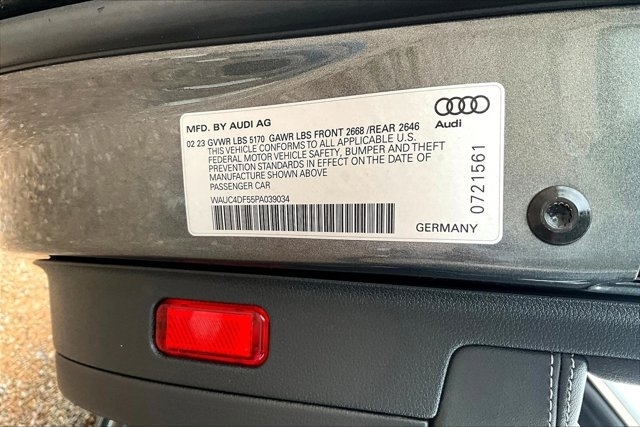 MFD. BY AUDI AG
02 23 GVWR LBS 5170 GAWR LBS FRONT 2668 /REAR 2646
THIS VEHICLE CONFORMS TO ALL APPLICABLE U.S.
FEDERAL MOTOR VEHICLE SAFETY, BUMPER AND THEFT
PREVENTION STANDARDS IN EFFECT ON THE DATE OF
MANUFACTURE SHOWN ABOVE
PASSENGER CAR
WAUC4DF55PA039034
Audi
0721561
GERMANY